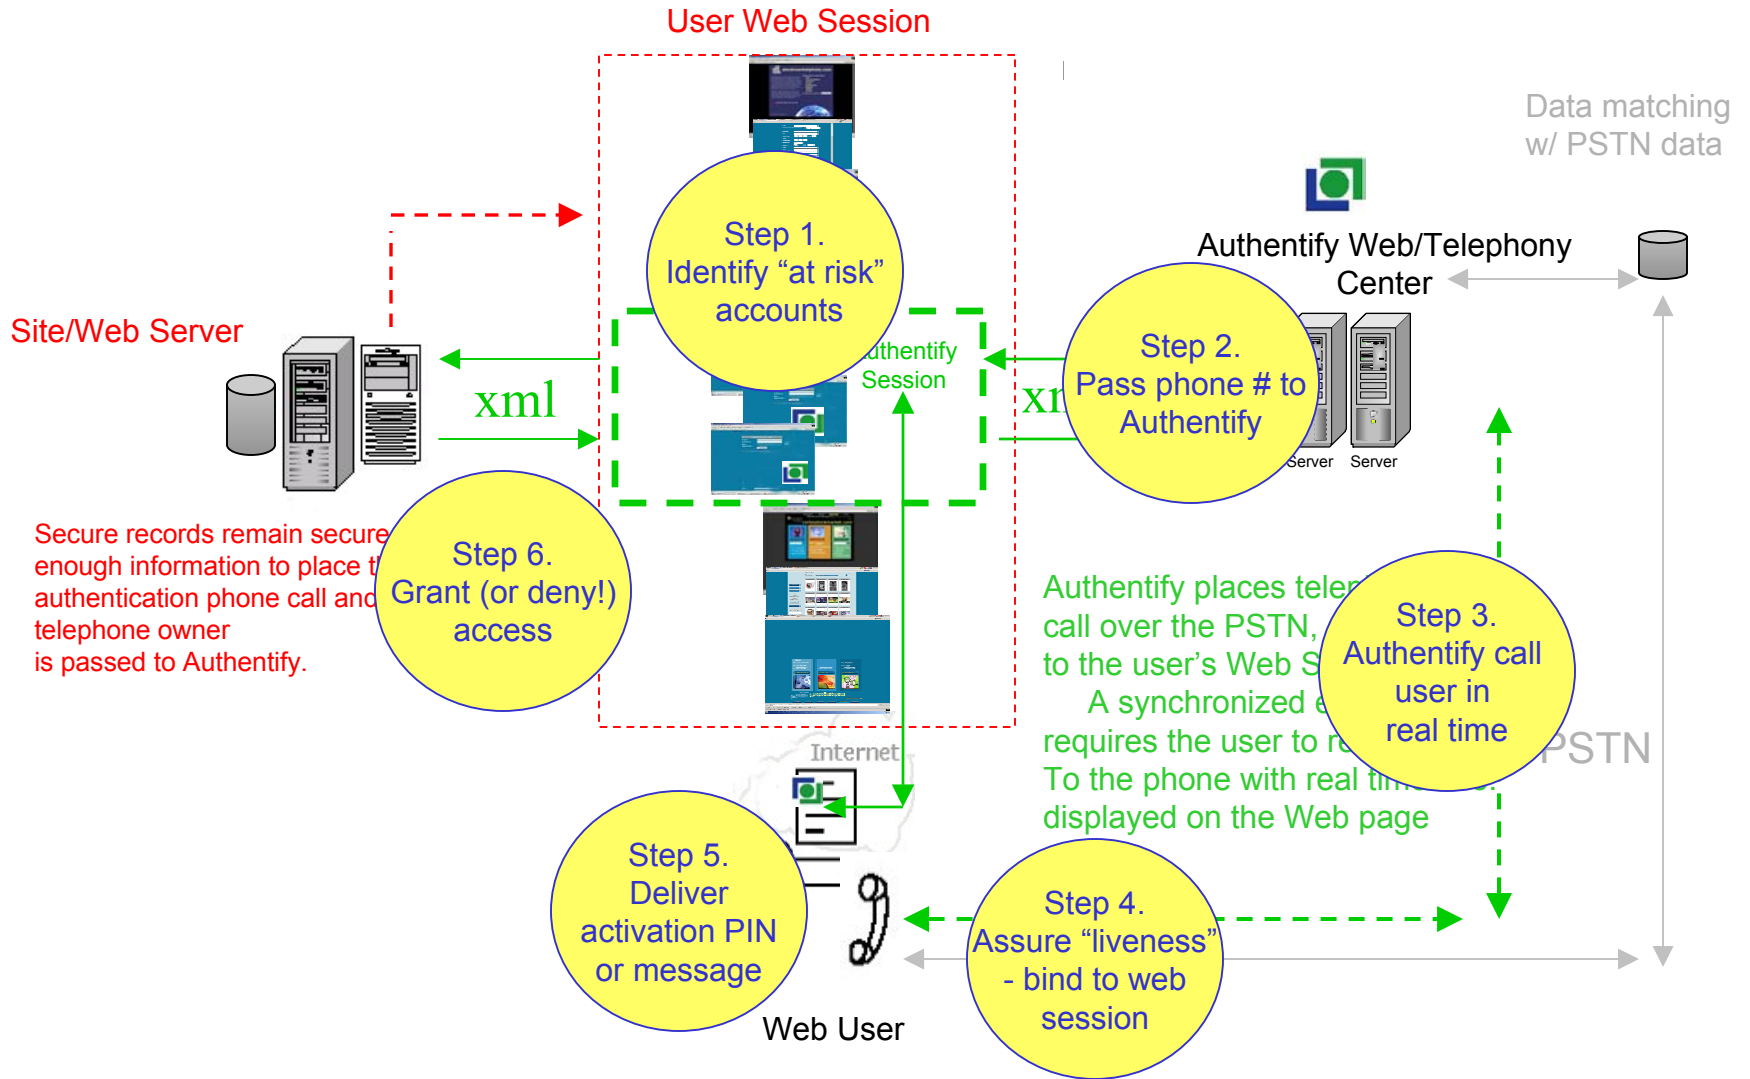 User Web Session
Data matching
w/ PSTN data
Step 1.
Identify “at risk”
accounts
Authentify Web/Telephony
Center
Site/Web Server
Step 2.
Pass phone # to
Authentify
uthentify
Session
xml
Server
Server
Step 6.
Grant (or deny!)
access
Secure records remain secure
enough information to place
authentication phone call and
telephone owner
is passed to Authentify.
Authentify places
call over the PSTN,
to the user’s Web
A synchronized
requires the user to
To the phone with real
displayed on the Web page
Step 3.
Authentify call
user in
real time
PSTN
Internet
Step 5.
Deliver
activation PIN
or message
Step 4.
Assure “liveness”
- bind to web
session
Web User